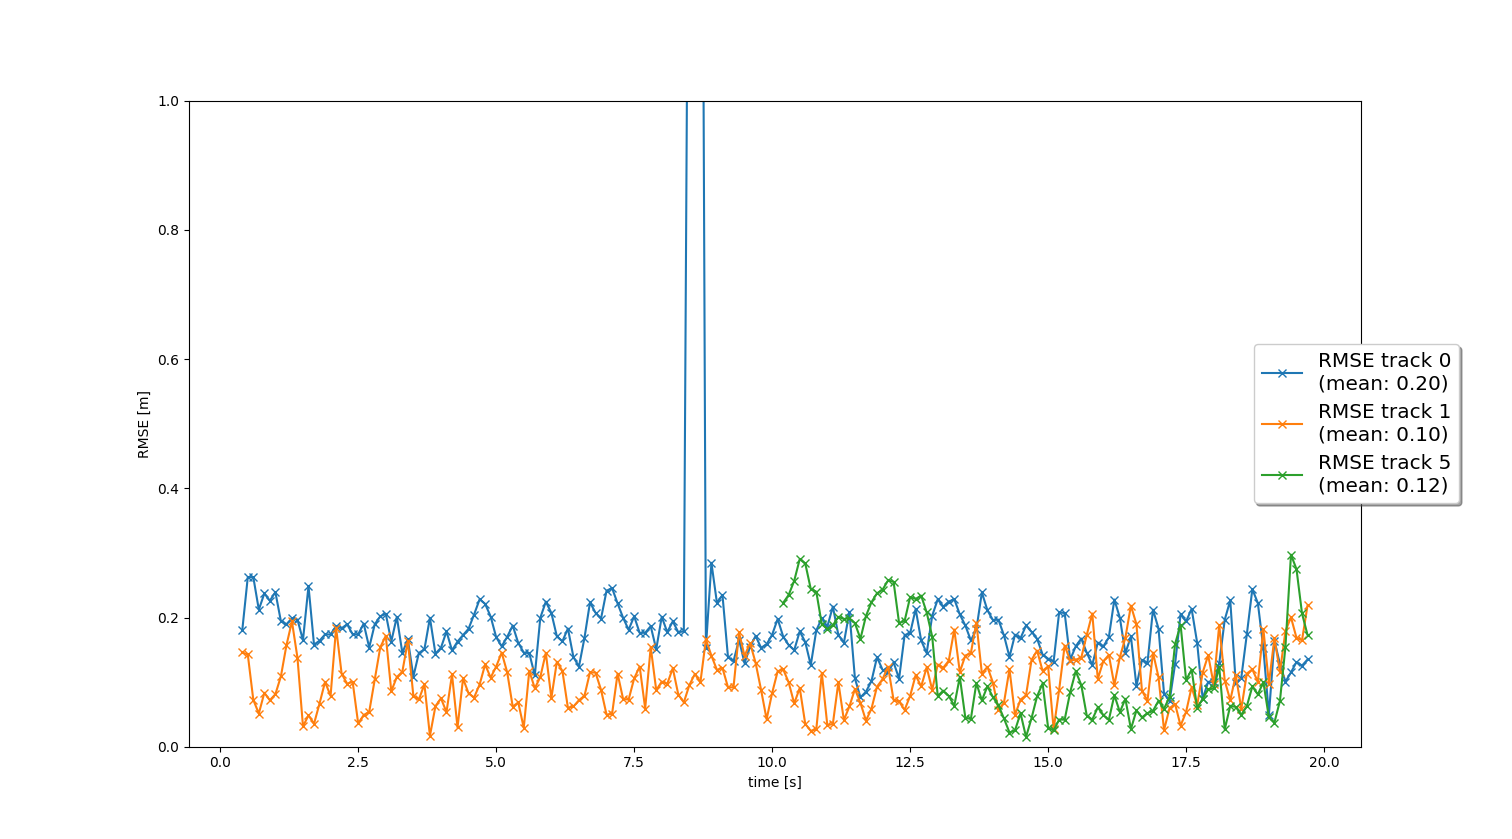 1.0
0.8
0.6
0.4
0.2
0.0
RMSE [m]
0.0 2.5 5.0 7.5 10.0 12.5 15.0 17.5 20.0
time [s]
RMSE track 0
(mean: 0.20)
RMSE track 1
(mean: 0.10)
RMSE track 5
(mean: 0.12)